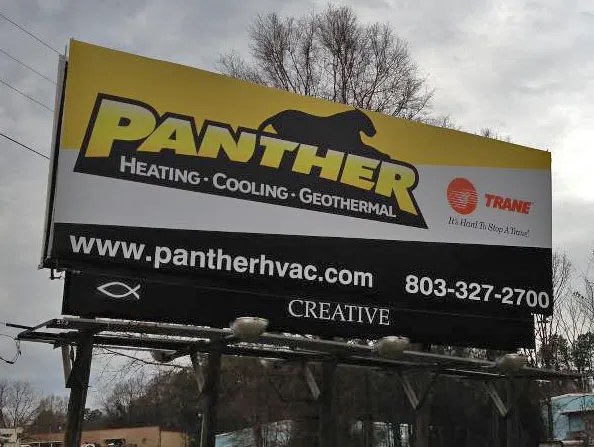 PANTHER
HEATING · COOLING · GEOTHERMAL
TRANE
It's Hard To Stop A Trane!
www.pantherhvac.com 803-327-2700
CREATIVE